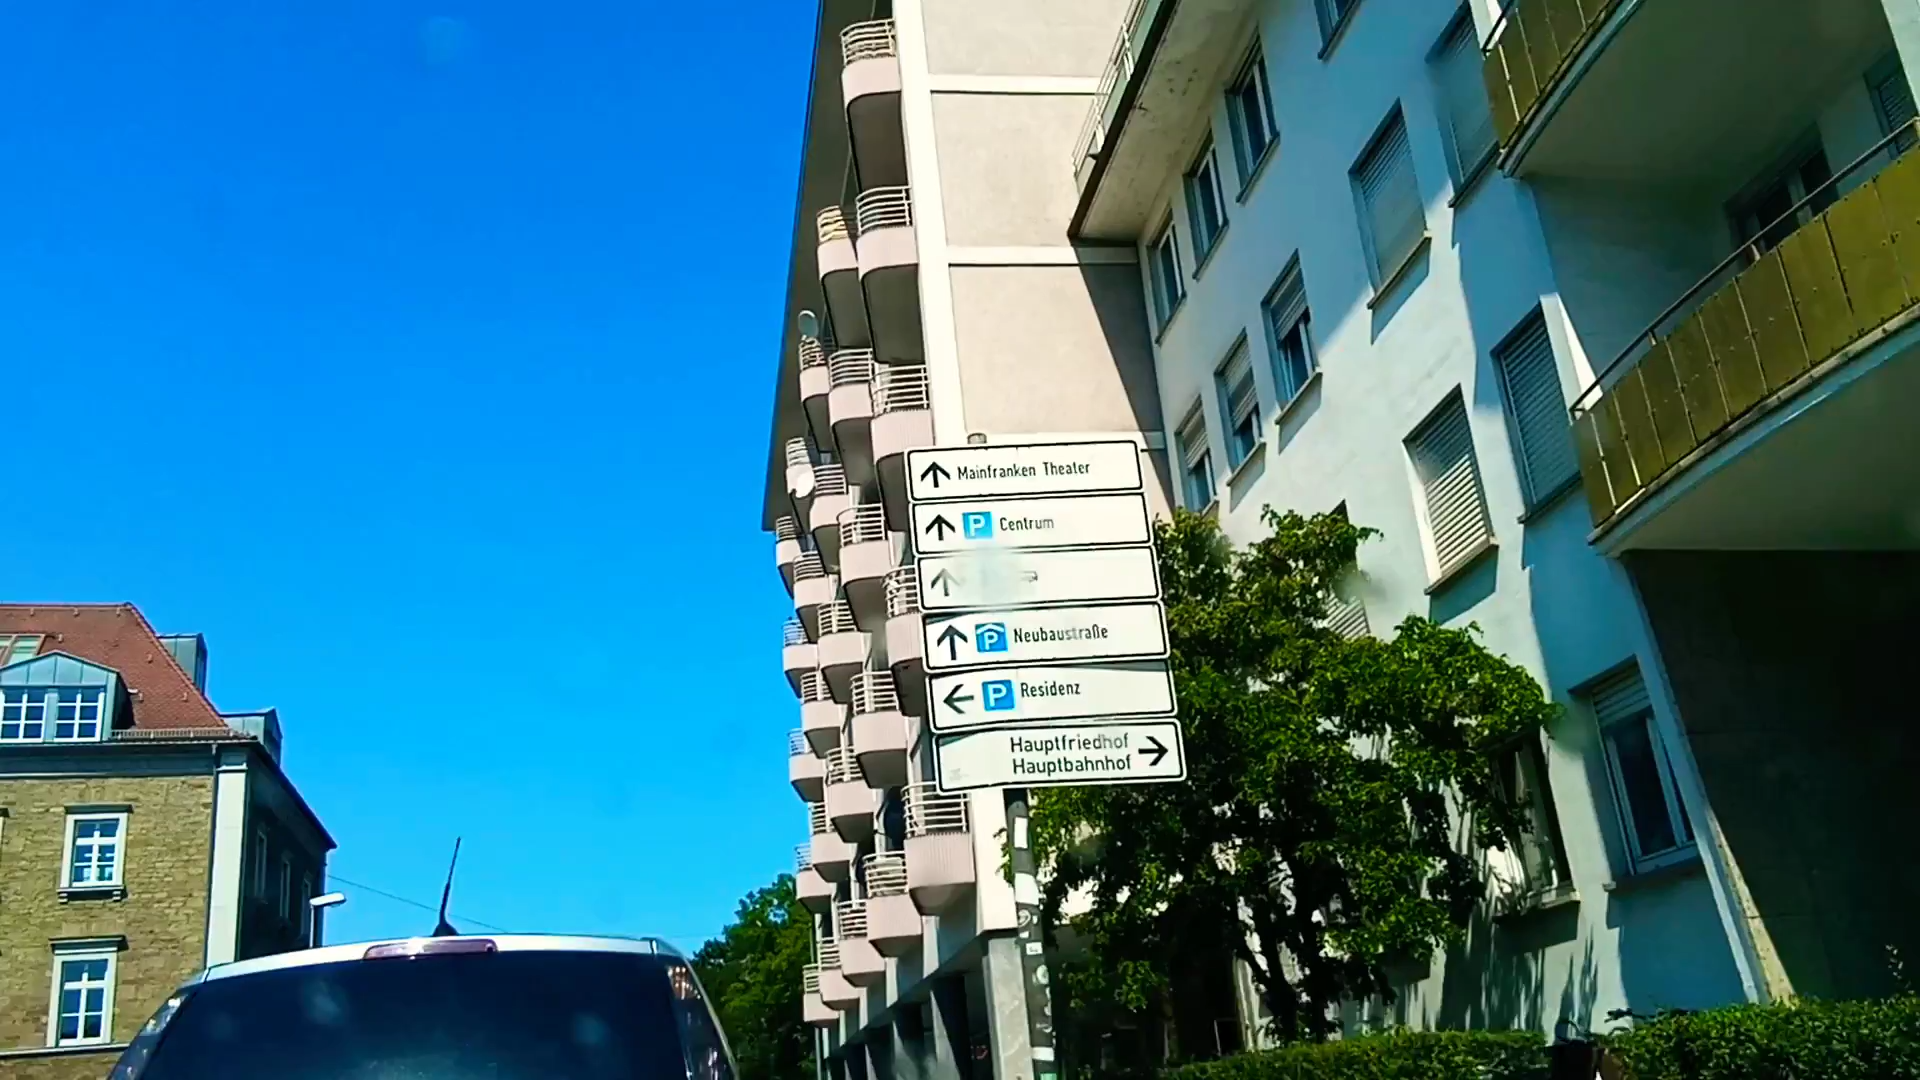 Mainfranken Theater
P Centrum
P Neubaustraße
P Residenz
Hauptfriedhof
Hauptbahnhof